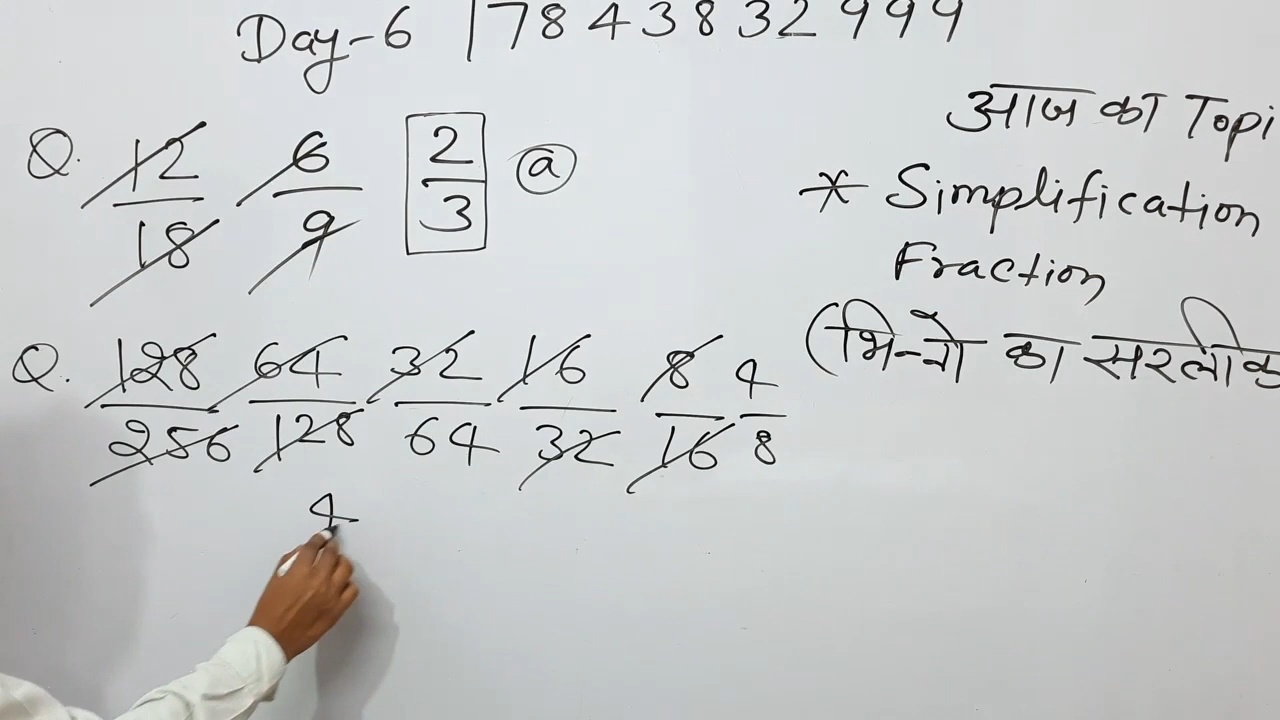 Day-6 | 7843832999
Q. 12/18 6/9 2/3 (a)
आज का Topi
* Simplification
Fraction
(भिन्नो का सरलीक
Q. 128/256 64/128 32/64 16/32 8/16 4/8
4